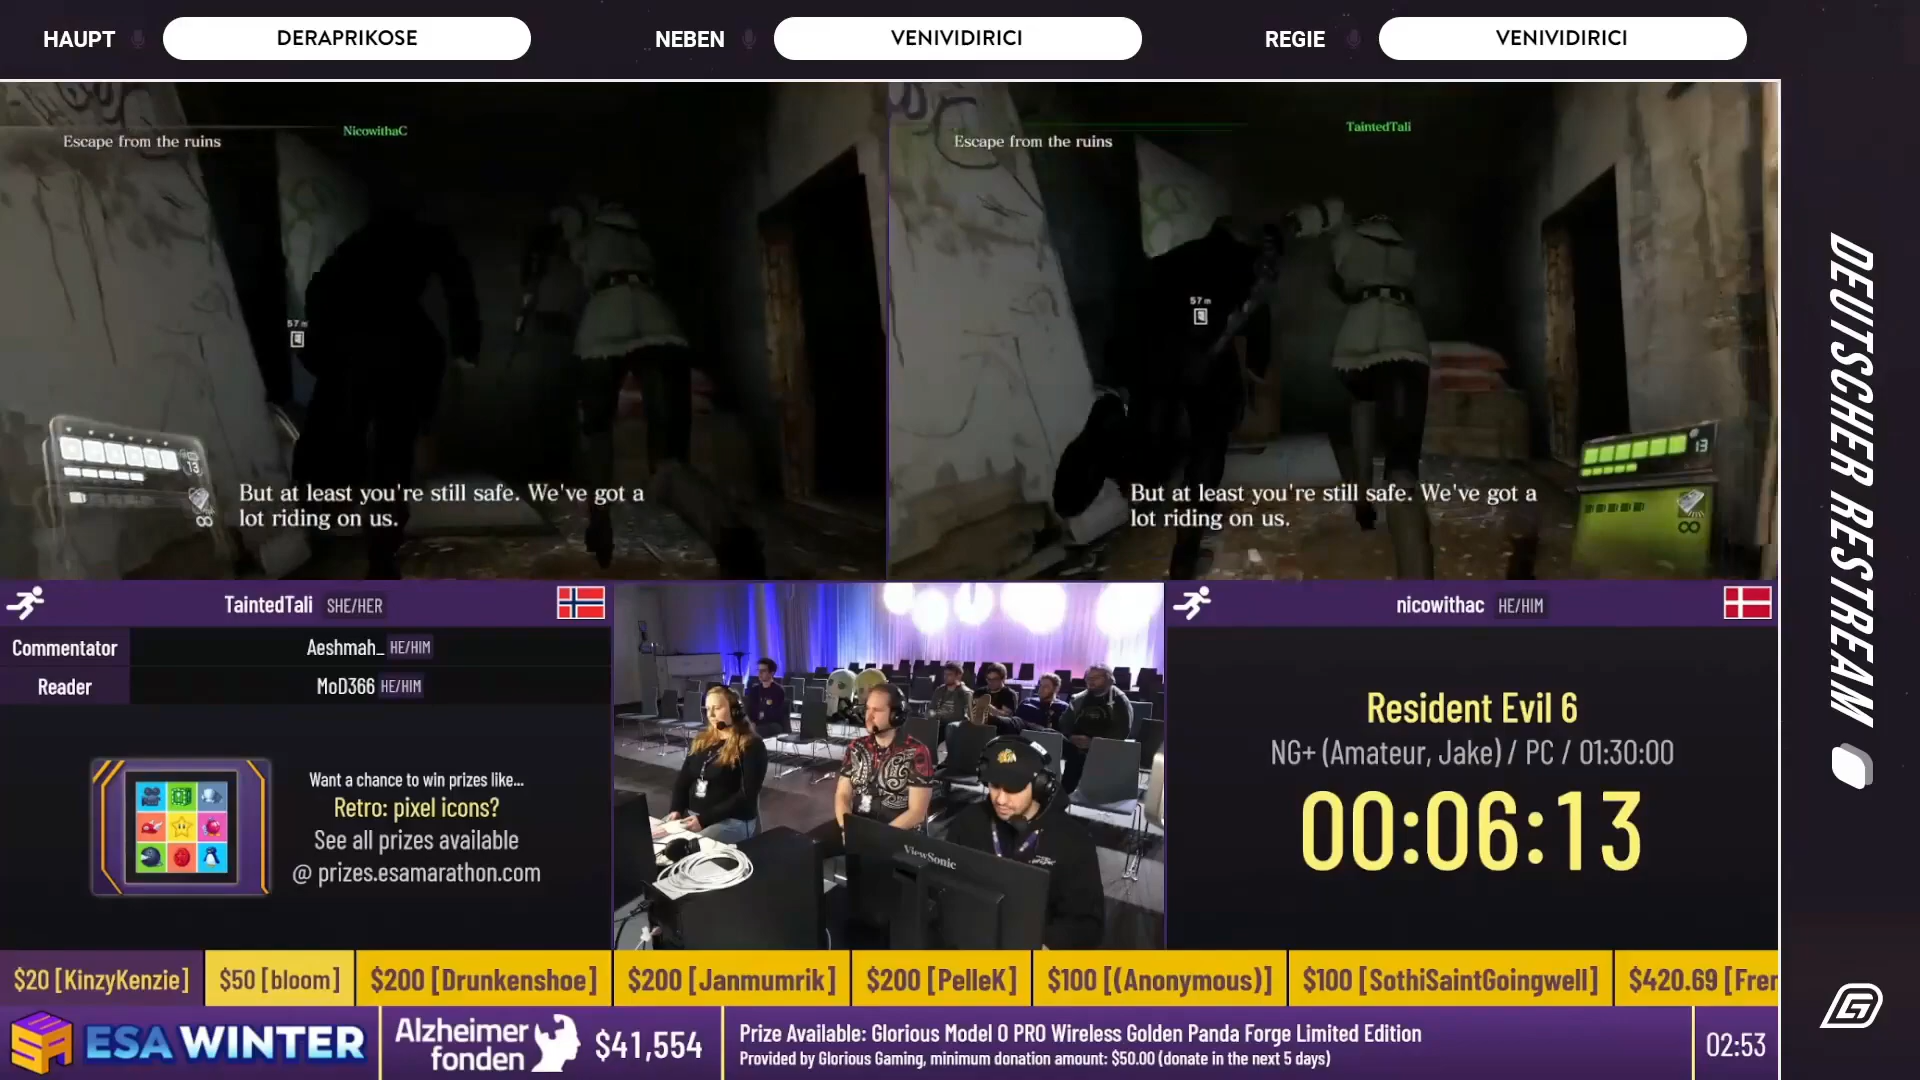 HAUPT
DERAPRIKOSE
NEBEN
VENIVIDIRICI
REGIE
VENIVIDIRICI
Escape from the ruins
NicowithaC
57 m
13
∞
But at least you're still safe. We've got a
lot riding on us.
Escape from the ruins
TaintedTali
57 m
13
∞
But at least you're still safe. We've got a
lot riding on us.
DEUTSCHER RESTREAM
TaintedTali SHE/HER
Commentator
Aeshmah_ HE/HIM
Reader
MoD366 HE/HIM
Want a chance to win prizes like...
Retro: pixel icons?
See all prizes available
@ prizes.esamarathon.com
ViewSonic
nicowithac HE/HIM
Resident Evil 6
NG+ (Amateur, Jake) / PC / 01:30:00
00:06:13
$20 [KinzyKenzie]
$50 [bloom]
$200 [Drunkenshoe]
$200 [Janmumrik]
$200 [PelleK]
$100 [(Anonymous)]
$100 [SothiSaintGoingwell]
$420.69 [Fren
ESA WINTER
Alzheimer
fonden
$41,554
Prize Available: Glorious Model O PRO Wireless Golden Panda Forge Limited Edition
Provided by Glorious Gaming, minimum donation amount: $50.00 (donate in the next 5 days)
02:53